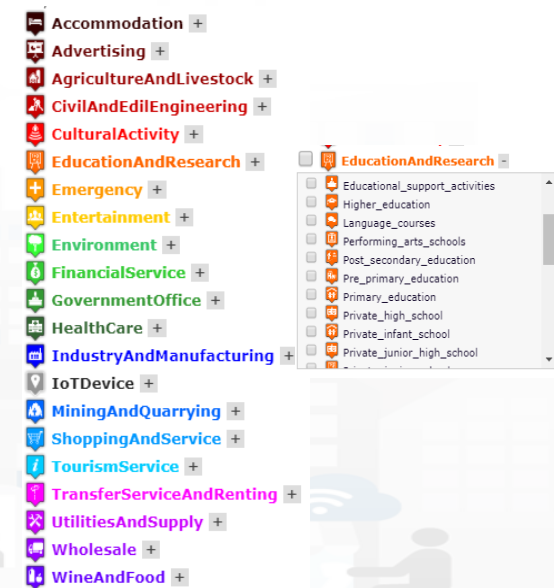 Accommodation +
Advertising +
AgricultureAndLivestock +
CivilAndEdilEngineering +
CulturalActivity +
EducationAndResearch +
Emergency +
Entertainment +
Environment +
FinancialService +
GovernmentOffice +
HealthCare +
IndustryAndManufacturing +
IoTDevice +
MiningAndQuarrying +
ShoppingAndService +
TourismService +
TransferServiceAndRenting +
UtilitiesAndSupply +
Wholesale +
WineAndFood +
EducationAndResearch -
Educational_support_activities
Higher_education
Language_courses
Performing_arts_schools
Post_secondary_education
Pre_primary_education
Primary_education
Private_high_school
Private_infant_school
Private_junior_high_school